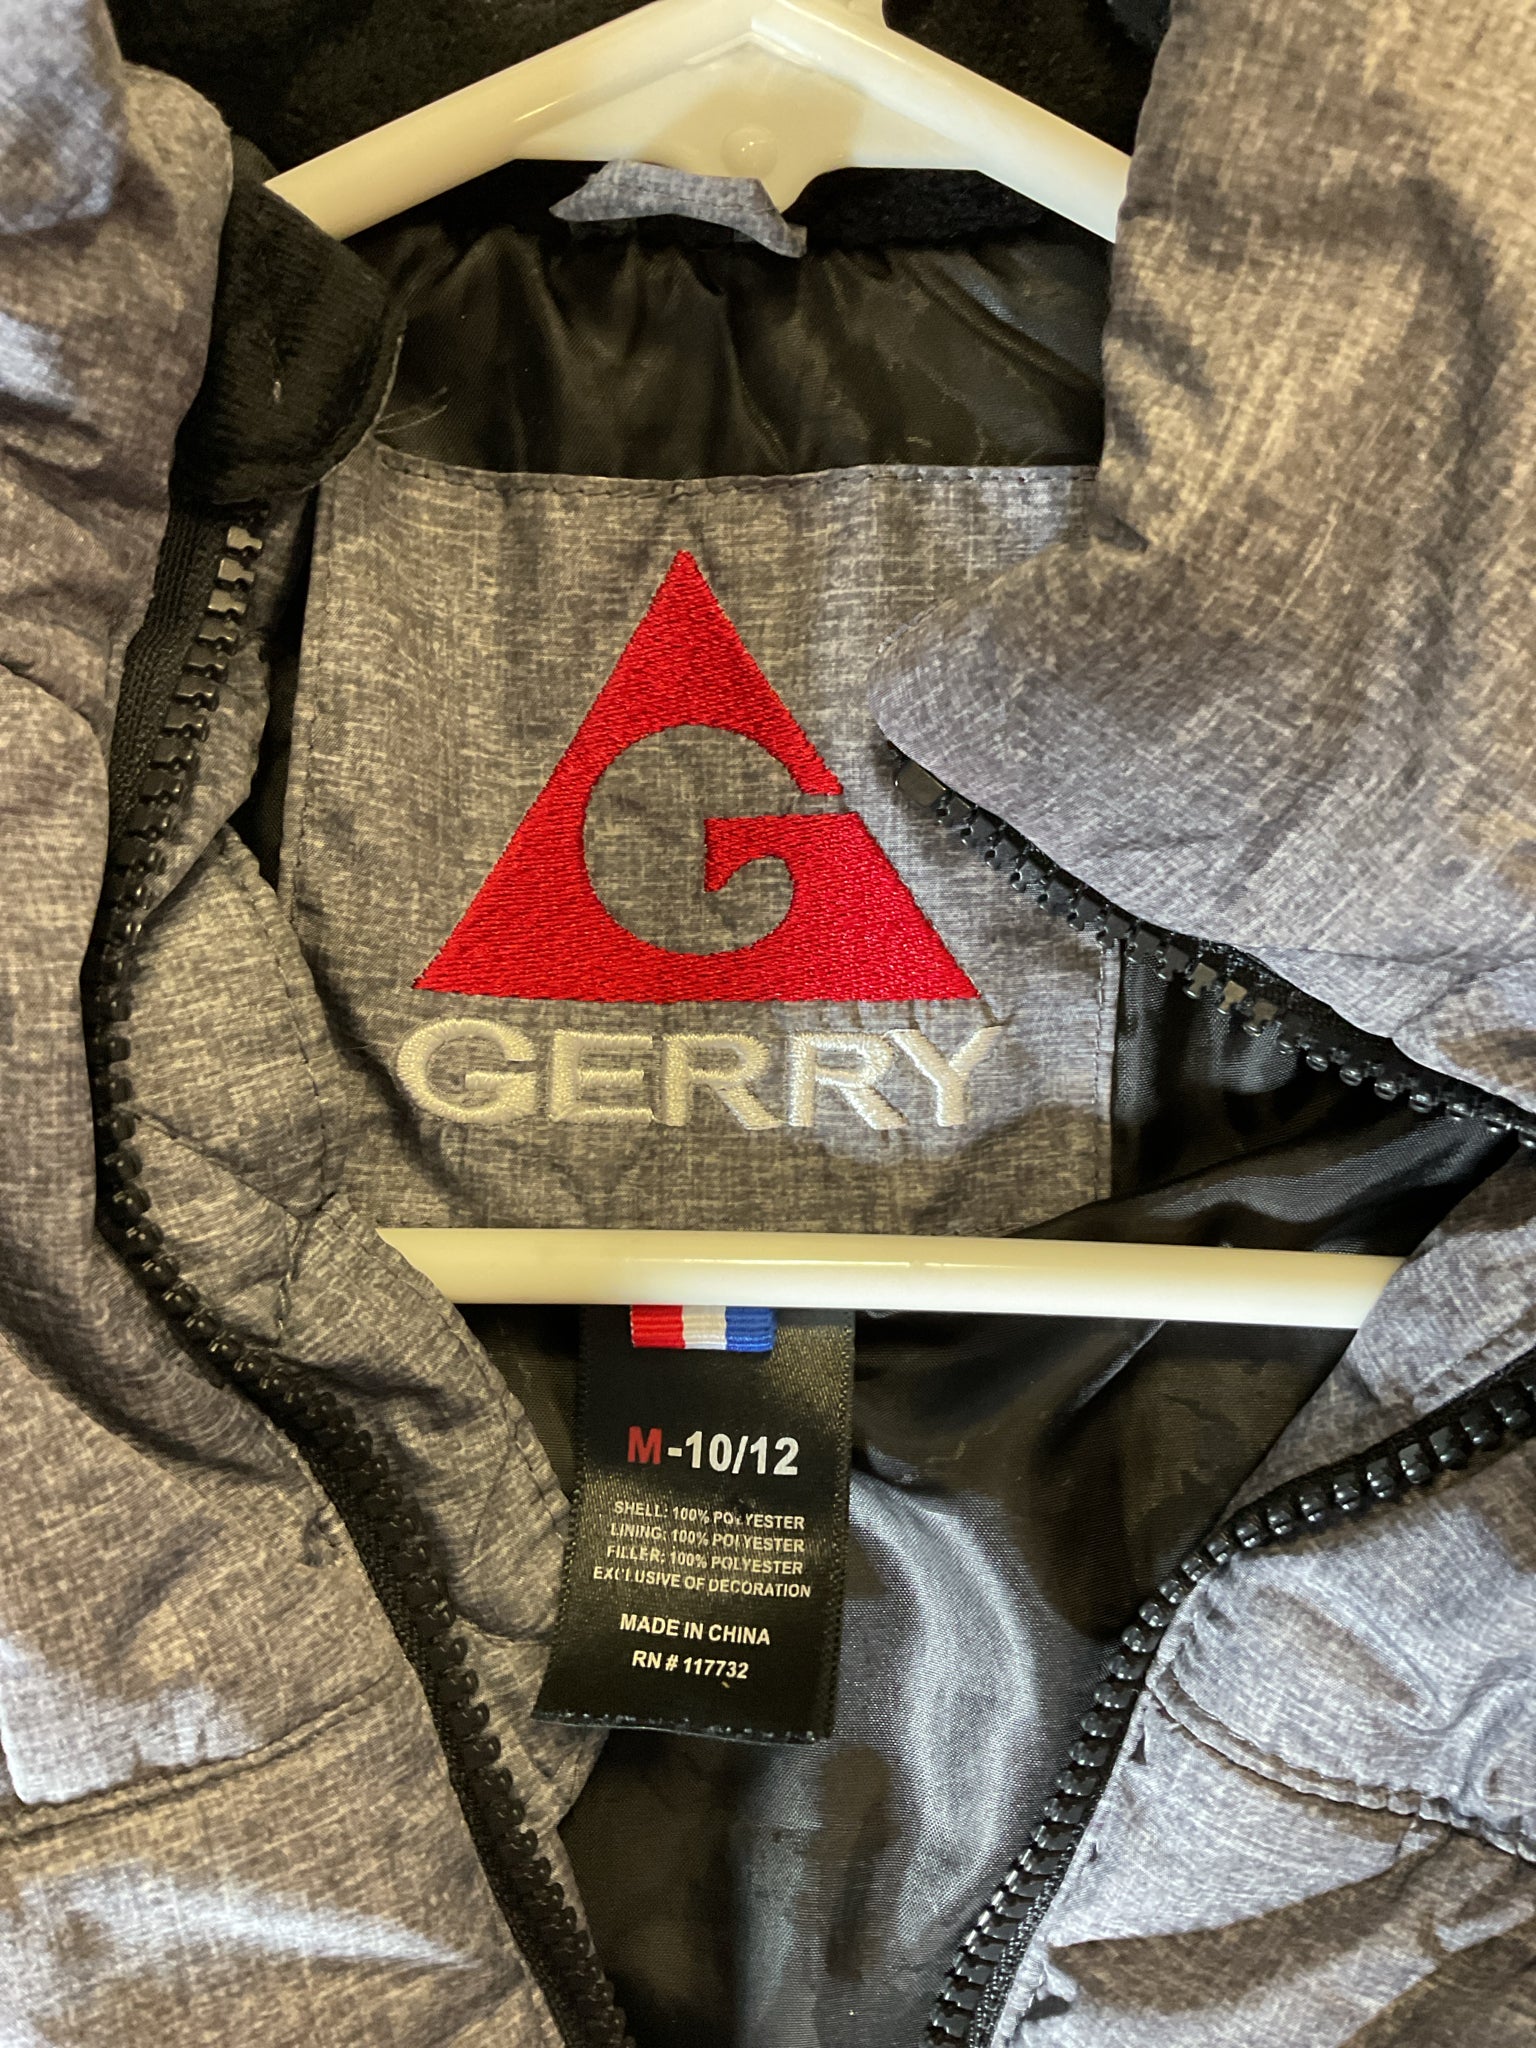 G
GERRY
M-10/12
SHELL: 100% POLYESTER
LINING: 100% POLYESTER
FILLER: 100% POLYESTER
EXCLUSIVE OF DECORATION
MADE IN CHINA
RN # 117732